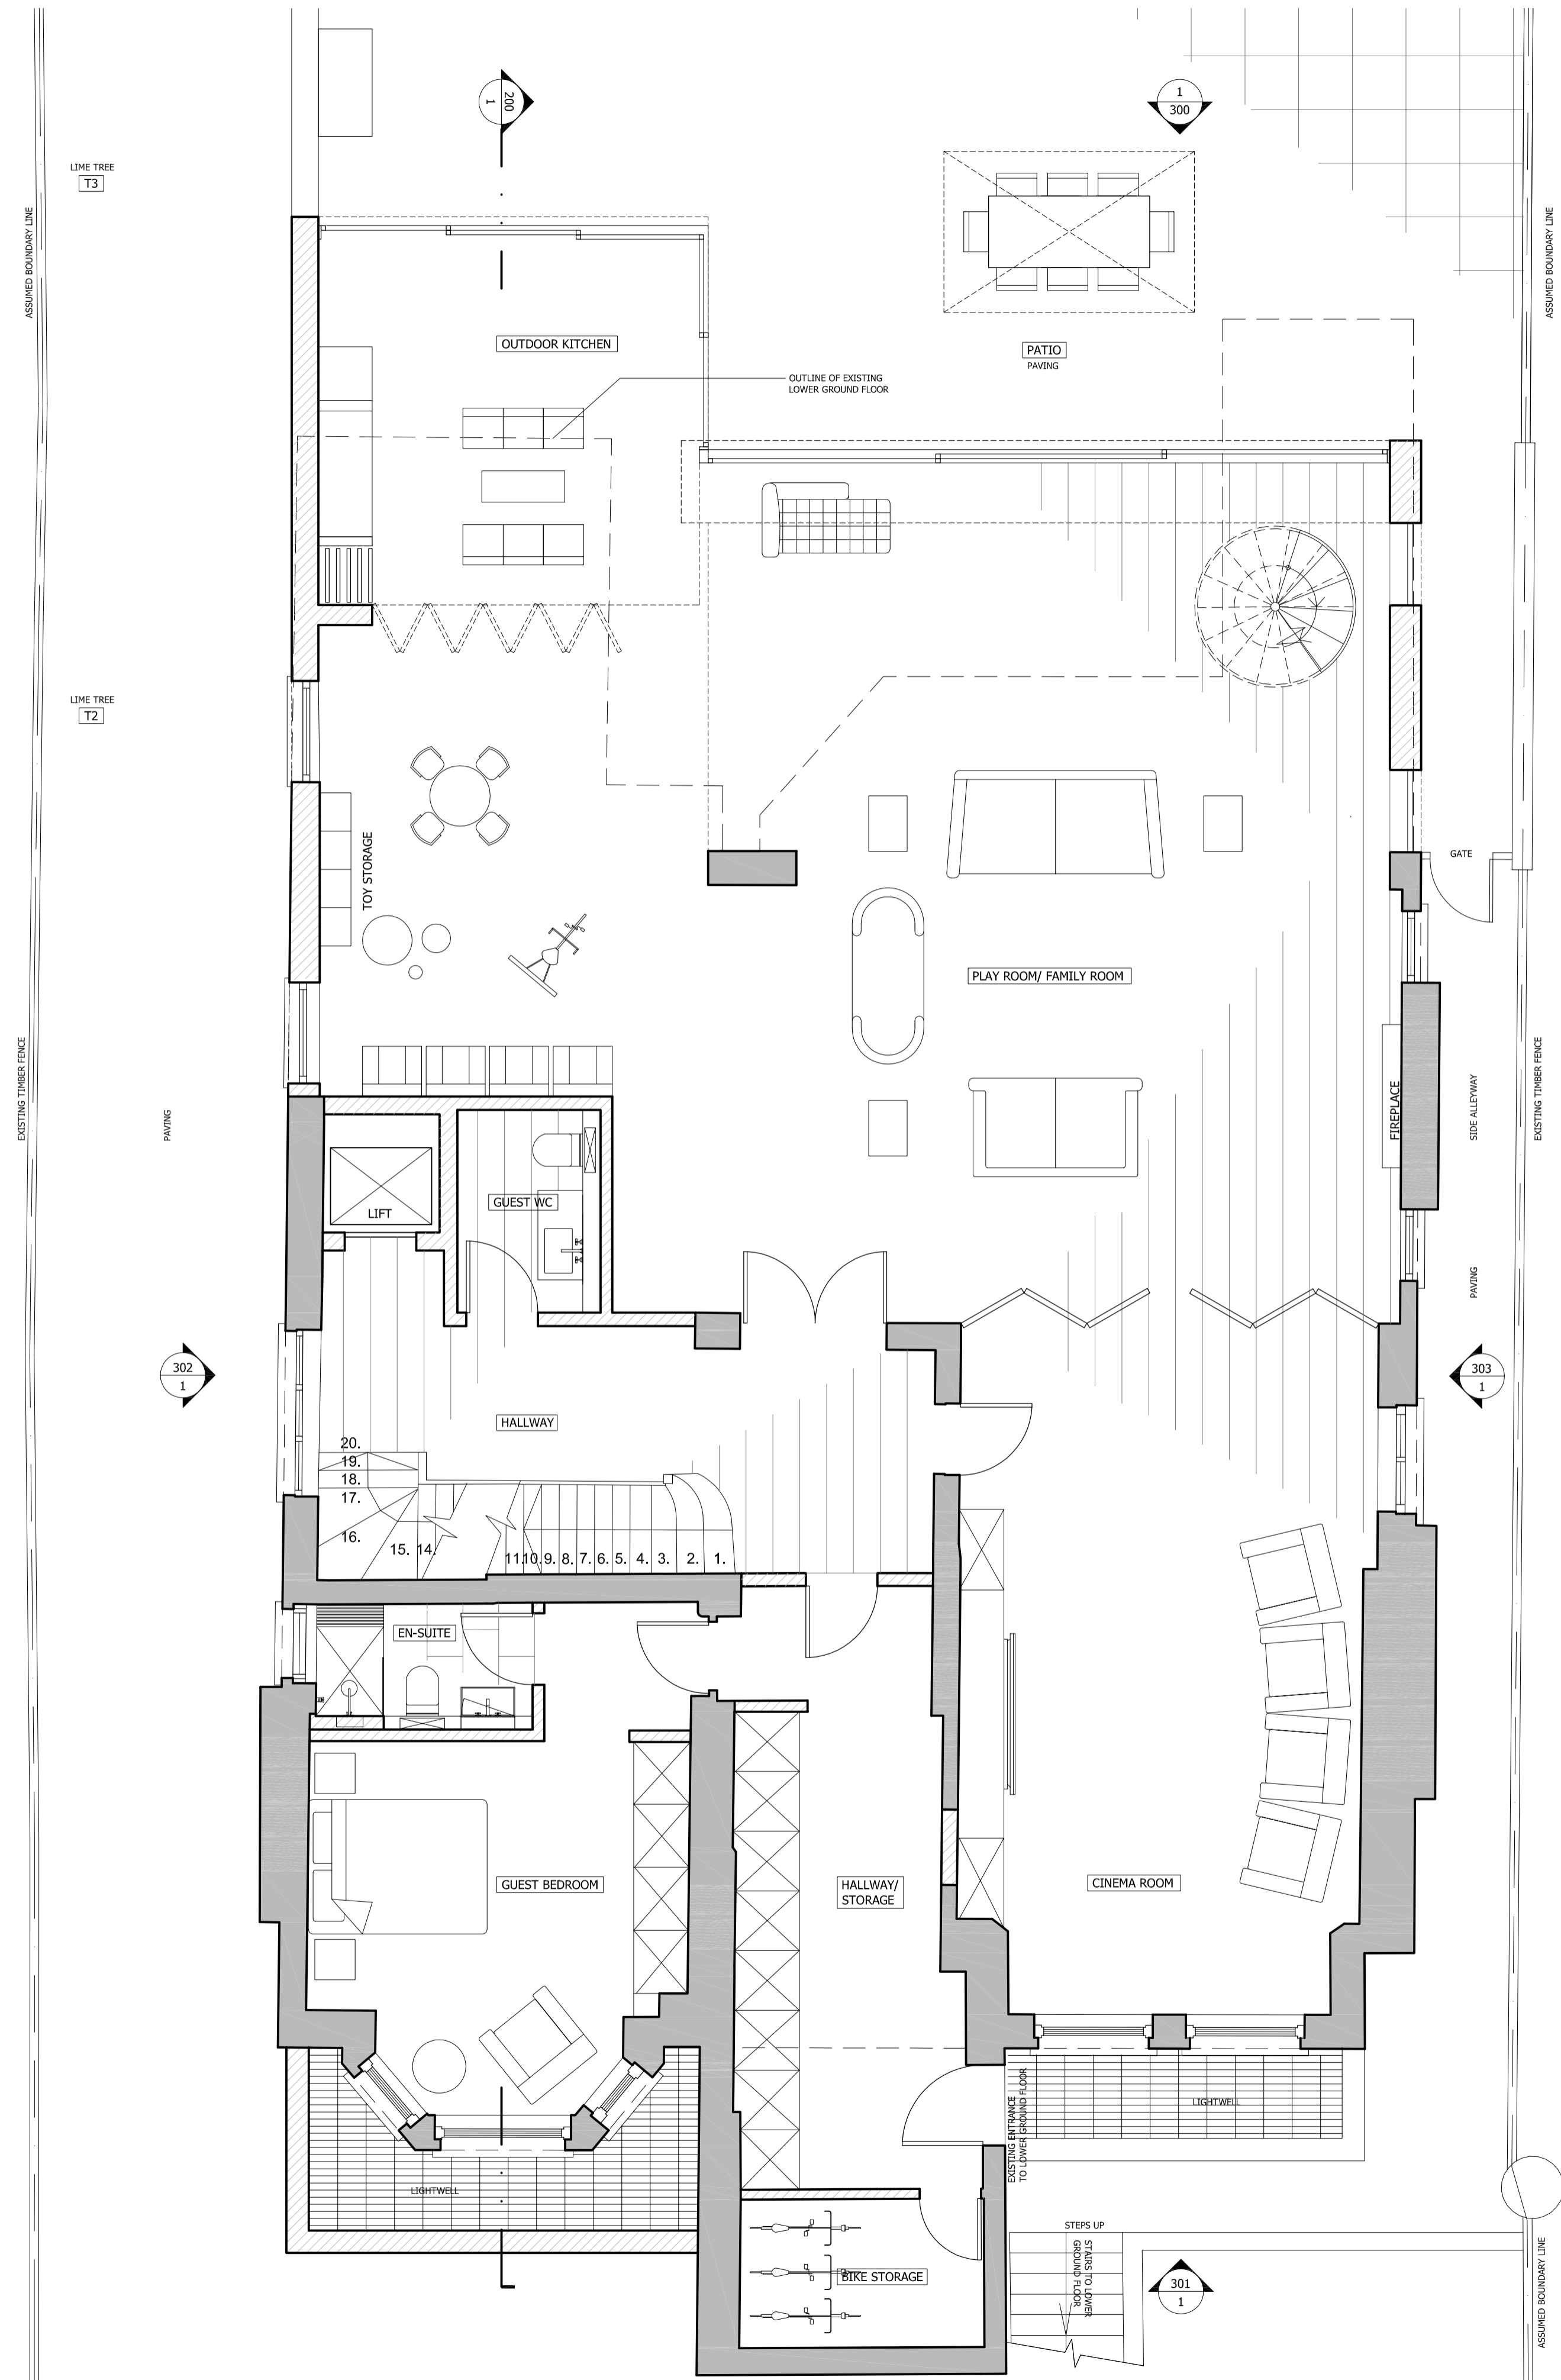 200
1
1
300
LIME TREE
T3
ASSUMED BOUNDARY LINE
ASSUMED BOUNDARY LINE
OUTDOOR KITCHEN
PATIO
PAVING
OUTLINE OF EXISTING
LOWER GROUND FLOOR
LIME TREE
T2
TOY STORAGE
GATE
PLAY ROOM/ FAMILY ROOM
EXISTING TIMBER FENCE
PAVING
FIREPLACE
SIDE ALLEYWAY
EXISTING TIMBER FENCE
GUEST WC
LIFT
PAVING
302
1
303
1
HALLWAY
20.
19.
18.
17.
16.
15. 14. 11. 10. 9. 8. 7. 6. 5. 4. 3. 2. 1.
EN-SUITE
GUEST BEDROOM
HALLWAY/
STORAGE
CINEMA ROOM
EXISTING ENTRANCE
TO LOWER GROUND FLOOR
LIGHTWELL
LIGHTWELL
STEPS UP
STAIRS TO LOWER
GROUND FLOOR
BIKE STORAGE
301
1
ASSUMED BOUNDARY LINE